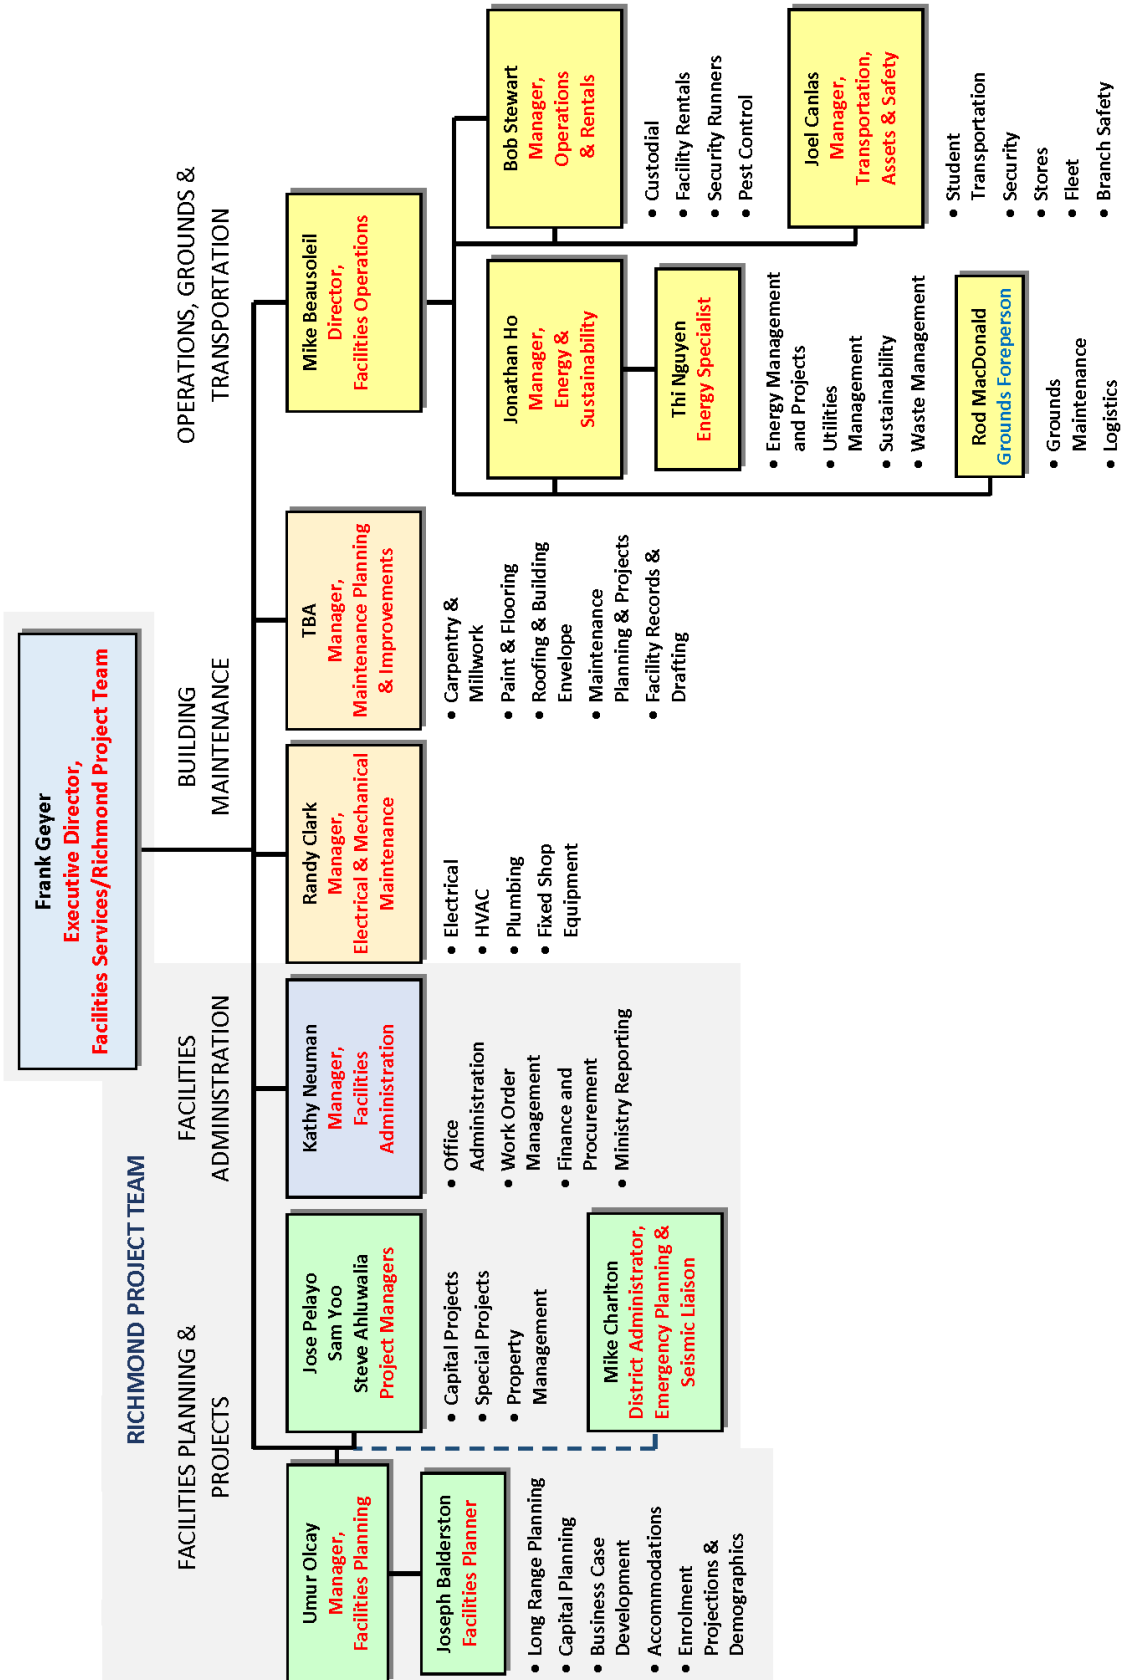 Frank Geyer
Executive Director,
Facilities Services/Richmond Project Team
RICHMOND PROJECT TEAM
FACILITIES PLANNING &
PROJECTS
FACILITIES
ADMINISTRATION
BUILDING
MAINTENANCE
OPERATIONS, GROUNDS &
TRANSPORTATION
Umur Olcay
Manager,
Facilities Planning
Joseph Balderston
Facilities Planner
• Long Range Planning
• Capital Planning
• Business Case
Development
• Accommodations
• Enrolment
Projections &
Demographics
Jose Pelayo
Sam Yoo
Steve Ahluwalia
Project Managers
• Capital Projects
• Special Projects
• Property
Management
Mike Charlton
District Administrator,
Emergency Planning &
Seismic Liaison
Kathy Neuman
Manager,
Facilities
Administration
• Office
Administration
• Work Order
Management
• Finance and
Procurement
• Ministry Reporting
Randy Clark
Manager,
Electrical & Mechanical
Maintenance
• Electrical
• HVAC
• Plumbing
• Fixed Shop
Equipment
TBA
Manager,
Maintenance Planning
& Improvements
• Carpentry &
Millwork
• Paint & Flooring
• Roofing & Building
Envelope
• Maintenance
Planning & Projects
• Facility Records &
Drafting
Mike Beausoleil
Director,
Facilities Operations
Jonathan Ho
Manager,
Energy &
Sustainability
Thi Nguyen
Energy Specialist
• Energy Management
and Projects
• Utilities
Management
• Sustainability
• Waste Management
Rod MacDonald
Grounds Foreperson
• Grounds
Maintenance
• Logistics
Bob Stewart
Manager,
Operations
& Rentals
• Custodial
• Facility Rentals
• Security Runners
• Pest Control
Joel Canlas
Manager,
Transportation,
Assets & Safety
• Student
Transportation
• Security
• Stores
• Fleet
• Branch Safety